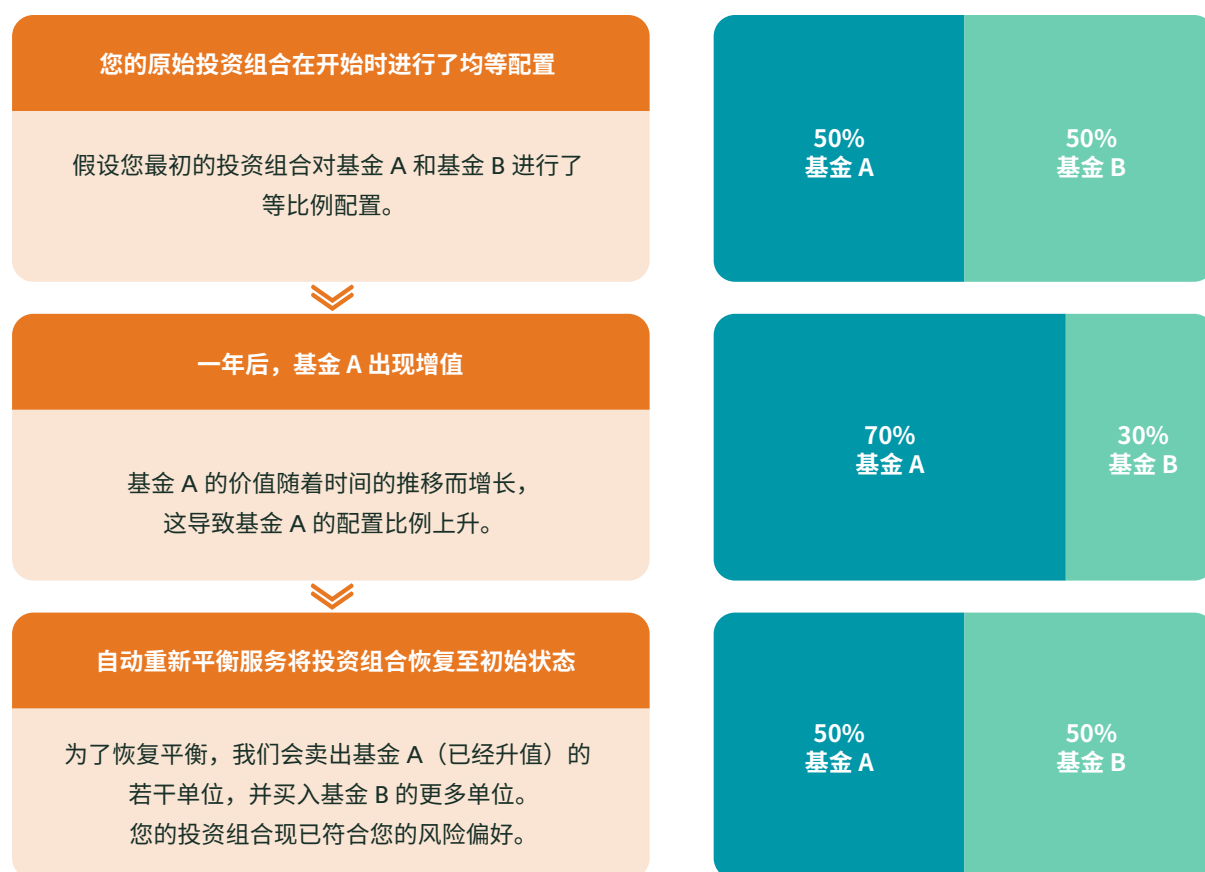 您的原始投资组合在开始时进行了均等配置
假设您最初的投资组合对基金 A 和基金 B 进行了
等比例配置。
50%
基金 A
50%
基金 B
一年后，基金 A 出现增值
基金 A 的价值随着时间的推移而增长，
这导致基金 A 的配置比例上升。
70%
基金 A
30%
基金 B
自动重新平衡服务将投资组合恢复至初始状态
为了恢复平衡，我们会卖出基金 A（已经升值）的
若干单位，并买入基金 B 的更多单位。
您的投资组合现已符合您的风险偏好。
50%
基金 A
50%
基金 B